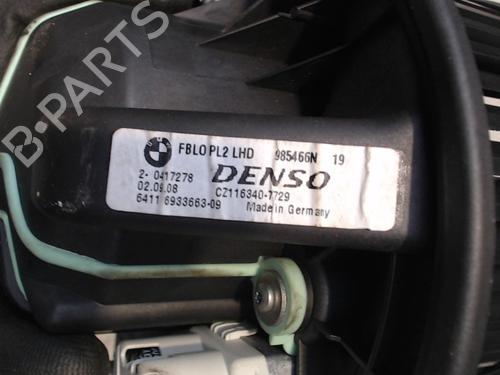 FBLO PL2 LHD 985466N 19
2- 0417278 DENSO
02.09.08 CZ116340-7729
6411 6933663-09 Made in Germany